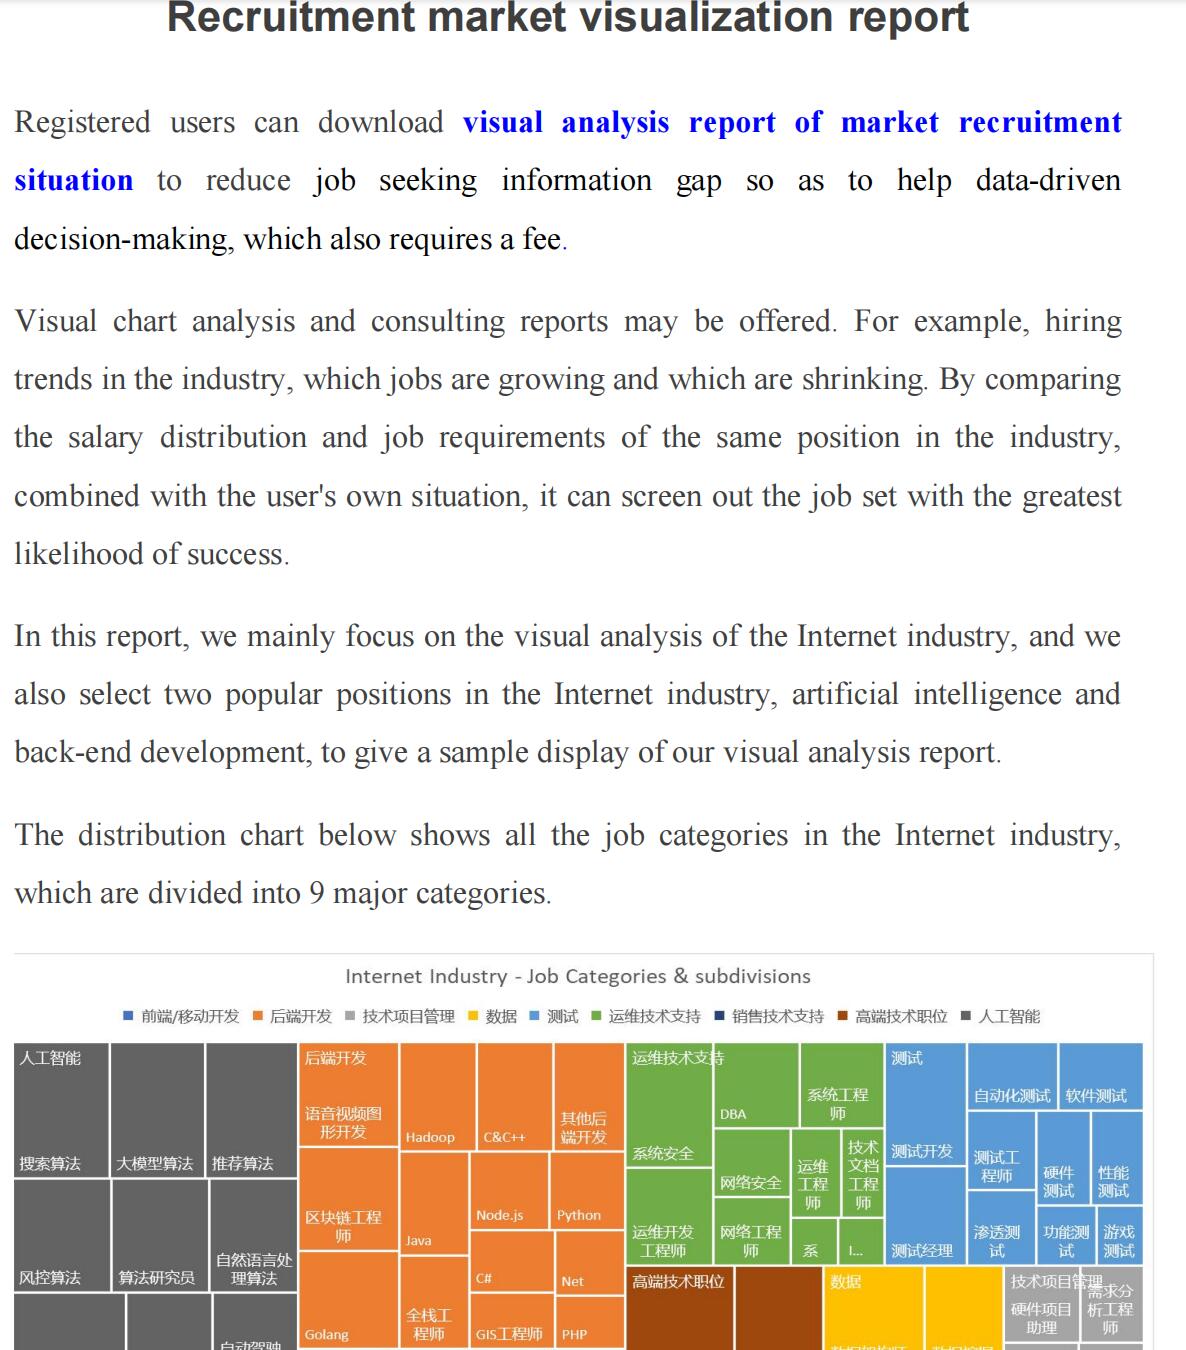 Recruitment market visualization report
Registered users can download visual analysis report of market recruitment
situation to reduce job seeking information gap so as to help data-driven
decision-making, which also requires a fee.
Visual chart analysis and consulting reports may be offered. For example, hiring
trends in the industry, which jobs are growing and which are shrinking. By comparing
the salary distribution and job requirements of the same position in the industry,
combined with the user's own situation, it can screen out the job set with the greatest
likelihood of success.
In this report, we mainly focus on the visual analysis of the Internet industry, and we
also select two popular positions in the Internet industry, artificial intelligence and
back-end development, to give a sample display of our visual analysis report.
The distribution chart below shows all the job categories in the Internet industry,
which are divided into 9 major categories.
Internet Industry - Job Categories & subdivisions
前端/移动开发 后端开发 技术项目管理 数据 测试 运维技术支持 销售技术支持 高端技术职位 人工智能
人工智能
搜索算法
大模型算法
推荐算法
风控算法
算法研究员
自然语言处
理算法
自动驾驶
后端开发
语音视频图
形开发
Hadoop
C&C++
其他后
端开发
区块链工程
师
Java
Node.js
Python
C#
Net
Golang
全栈工
程师
GIS工程师
PHP
运维技术支持
系统安全
DBA
系统工程
师
网络安全
运维
工程
师
技术
文档
工程
师
运维开发
工程师
网络工程
师
系
I...
测试
测试开发
自动化测试
软件测试
测试工
程师
硬件
测试
性能
测试
测试经理
渗透测
试
功能测
试
游戏
测试
高端技术职位
数据
技术项目管理
硬件项目
助理
需求分
析工程
师